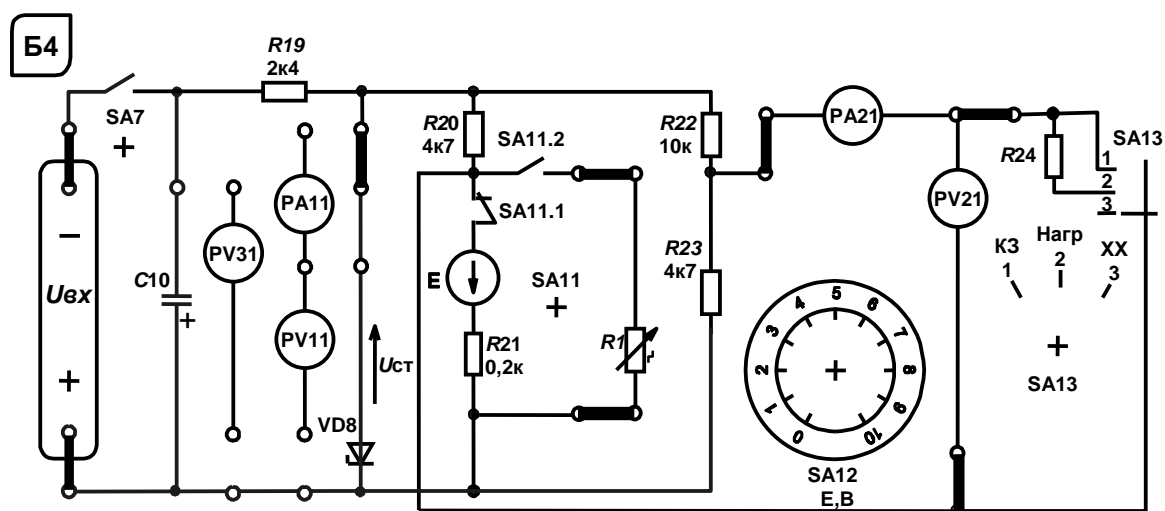 Б4
R19
2к4
SA7
R20
4к7
SA11.2
R22
10к
PA21
R24
SA13
1
2
3
PA11
SA11.1
PV21
–
PV31
E
SA11
R23
4к7
КЗ
1
Нагр
2
ХХ
3
Uвх
C10
+
PV11
Uст
R21
0,2к
R1
0 1 2 3 4 5 6 7 8 9 10
SA13
+
VD8
SA12
E,В